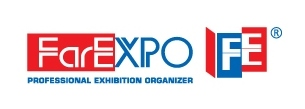 FarEXPO FE®
PROFESSIONAL EXHIBITION ORGANIZER